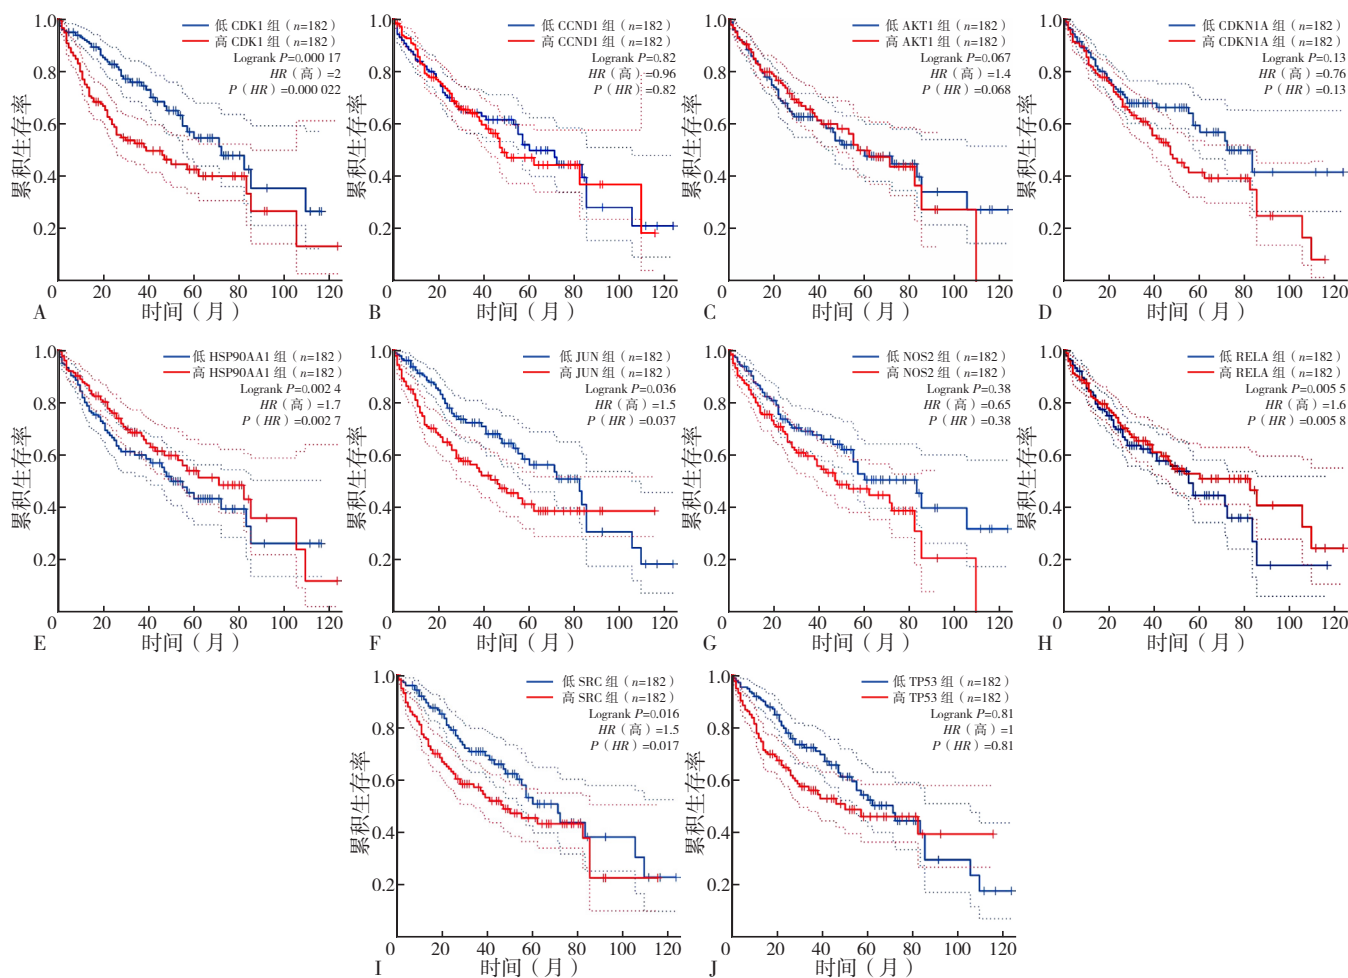 低 CDK1 组（n=182）
高 CDK1 组（n=182）
Logrank P=0.000 17
HR（高）=2
P（HR）=0.000 022
1.0
0.8
0.6
0.4
0.2
0 20 40 60 80 100 120
累积生存率
时间（月）
A
低 CCND1 组（n=182）
高 CCND1 组（n=182）
Logrank P=0.82
HR（高）=0.96
P（HR）=0.82
1.0
0.8
0.6
0.4
0.2
0 20 40 60 80 100 120
累积生存率
时间（月）
B
低 AKT1 组（n=182）
高 AKT1 组（n=182）
Logrank P=0.067
HR（高）=1.4
P（HR）=0.068
1.0
0.8
0.6
0.4
0.2
0 20 40 60 80 100 120
累积生存率
时间（月）
C
低 CDKN1A 组（n=182）
高 CDKN1A 组（n=182）
Logrank P=0.13
HR（高）=0.76
P（HR）=0.13
1.0
0.8
0.6
0.4
0.2
0 20 40 60 80 100 120
累积生存率
时间（月）
D
低 HSP90AA1 组（n=182）
高 HSP90AA1 组（n=182）
Logrank P=0.002 4
HR（高）=1.7
P（HR）=0.002 7
1.0
0.8
0.6
0.4
0.2
0 20 40 60 80 100 120
累积生存率
时间（月）
E
低 JUN 组（n=182）
高 JUN 组（n=182）
Logrank P=0.036
HR（高）=1.5
P（HR）=0.037
1.0
0.8
0.6
0.4
0.2
0 20 40 60 80 100 120
累积生存率
时间（月）
F
低 NOS2 组（n=182）
高 NOS2 组（n=182）
Logrank P=0.38
HR（高）=0.65
P（HR）=0.38
1.0
0.8
0.6
0.4
0.2
0 20 40 60 80 100 120
累积生存率
时间（月）
G
低 RELA 组（n=182）
高 RELA 组（n=182）
Logrank P=0.005 5
HR（高）=1.6
P（HR）=0.005 8
1.0
0.8
0.6
0.4
0.2
0 20 40 60 80 100 120
累积生存率
时间（月）
H
低 SRC 组（n=182）
高 SRC 组（n=182）
Logrank P=0.016
HR（高）=1.5
P（HR）=0.017
1.0
0.8
0.6
0.4
0.2
0 20 40 60 80 100 120
累积生存率
时间（月）
I
低 TP53 组（n=182）
高 TP53 组（n=182）
Logrank P=0.81
HR（高）=1
P（HR）=0.81
1.0
0.8
0.6
0.4
0.2
0 20 40 60 80 100 120
累积生存率
时间（月）
J